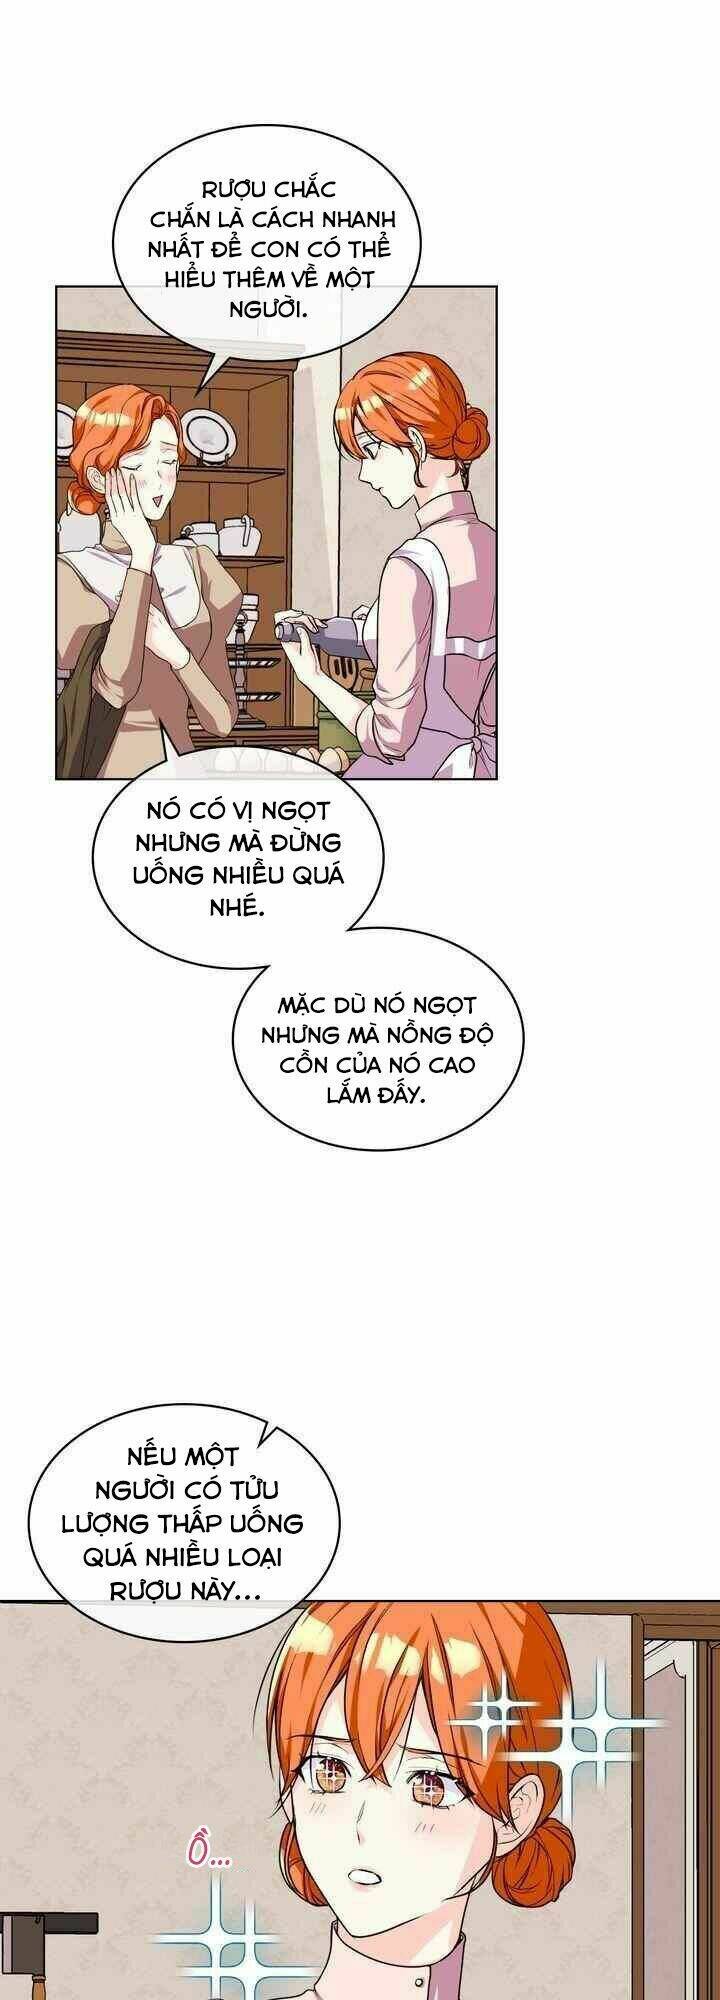 RƯỢU CHẮC
CHẮN LÀ CÁCH NHANH
NHẤT ĐỂ CON CÓ THỂ
HIỂU THÊM VỀ MỘT
NGƯỜI.
NÓ CÓ VỊ NGỌT
NHƯNG MÀ ĐỪNG
UỐNG NHIỀU QUÁ
NHÉ.
MẶC DÙ NÓ NGỌT
NHƯNG MÀ NỒNG ĐỘ
CỒN CỦA NÓ CAO
LẮM ĐẤY.
NẾU MỘT
NGƯỜI CÓ TỬU
LƯỢNG THẤP UỐNG
QUÁ NHIỀU LOẠI
RƯỢU NÀY...
Ồ...